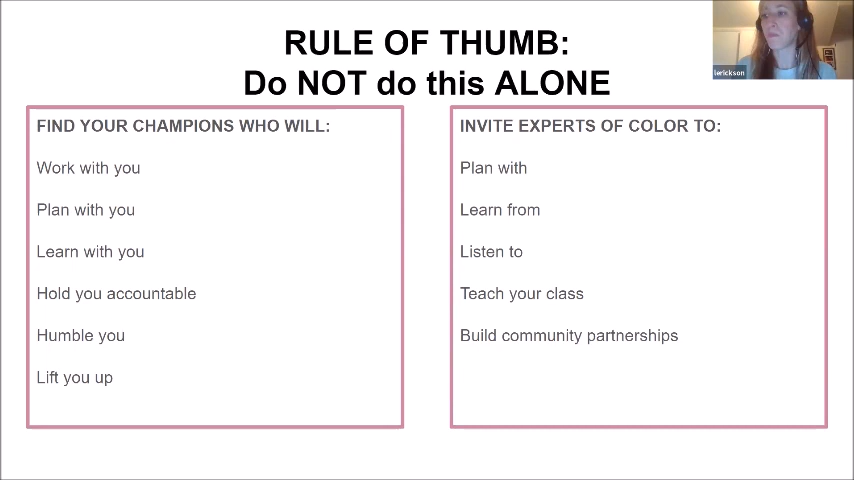 RULE OF THUMB:
Do NOT do this ALONE
lerickson
FIND YOUR CHAMPIONS WHO WILL:
Work with you
Plan with you
Learn with you
Hold you accountable
Humble you
Lift you up
INVITE EXPERTS OF COLOR TO:
Plan with
Learn from
Listen to
Teach your class
Build community partnerships